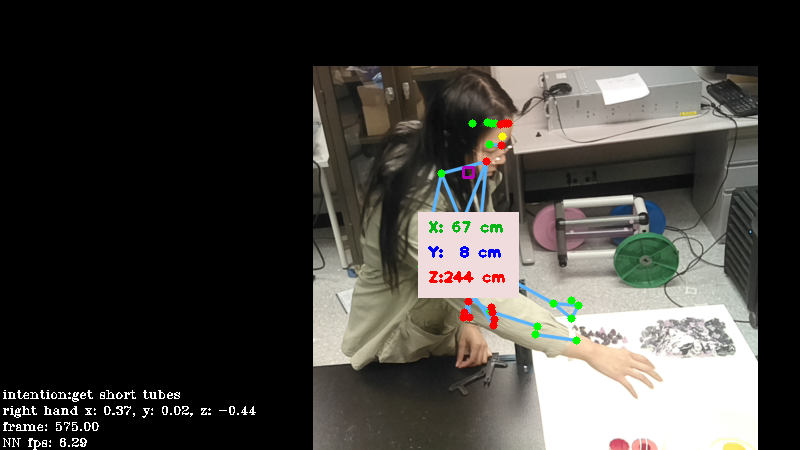 X: 67 cm
Y: 8 cm
Z:244 cm
intention:get short tubes
right hand x: 0.37, y: 0.02, z: −0.44
frame: 575.00
NN fps: 6.29